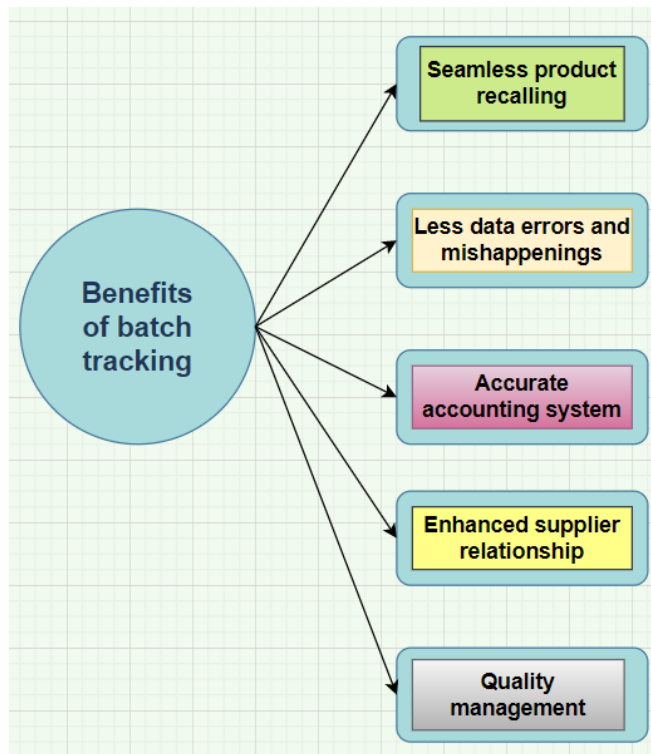 Benefits
of batch
tracking
Seamless product
recalling
Less data errors and
mishappenings
Accurate
accounting system
Enhanced supplier
relationship
Quality
management